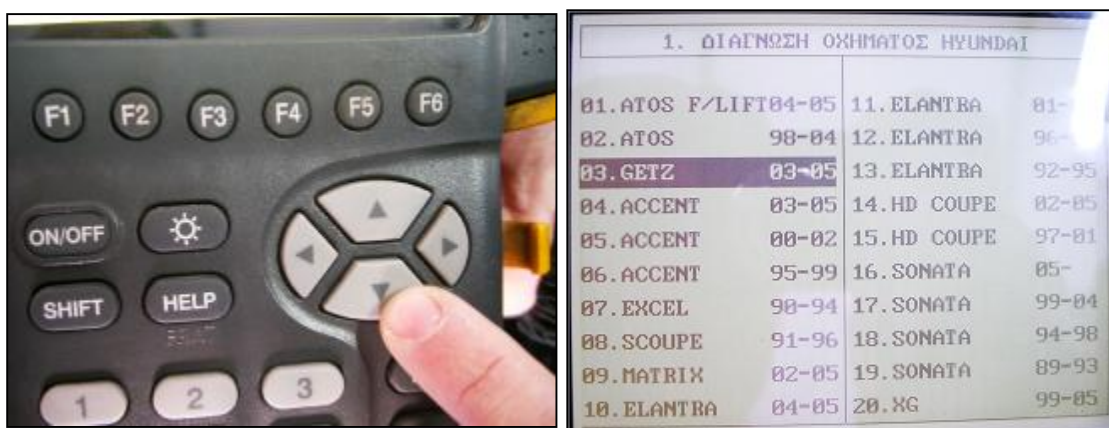 F1 F2 F3 F4 F5 F6
ON/OFF
SHIFT HELP
1 2 3
1. ΔΙΑΓΝΩΣΗ ΟΧΗΜΑΤΟΣ HYUNDAI
01.ATOS F/LIFT04-05
02.ATOS 98-04
03.GETZ 03-05
04.ACCENT 03-05
05.ACCENT 00-02
06.ACCENT 95-99
07.EXCEL 90-94
08.SCOUPE 91-96
09.MATRIX 02-05
10.ELANTRA 04-05
11.ELANTRA 01-
12.ELANTRA 96-
13.ELANTRA 92-95
14.HD COUPE 02-05
15.HD COUPE 97-01
16.SONATA 05-
17.SONATA 99-04
18.SONATA 94-98
19.SONATA 89-93
20.XG 99-05